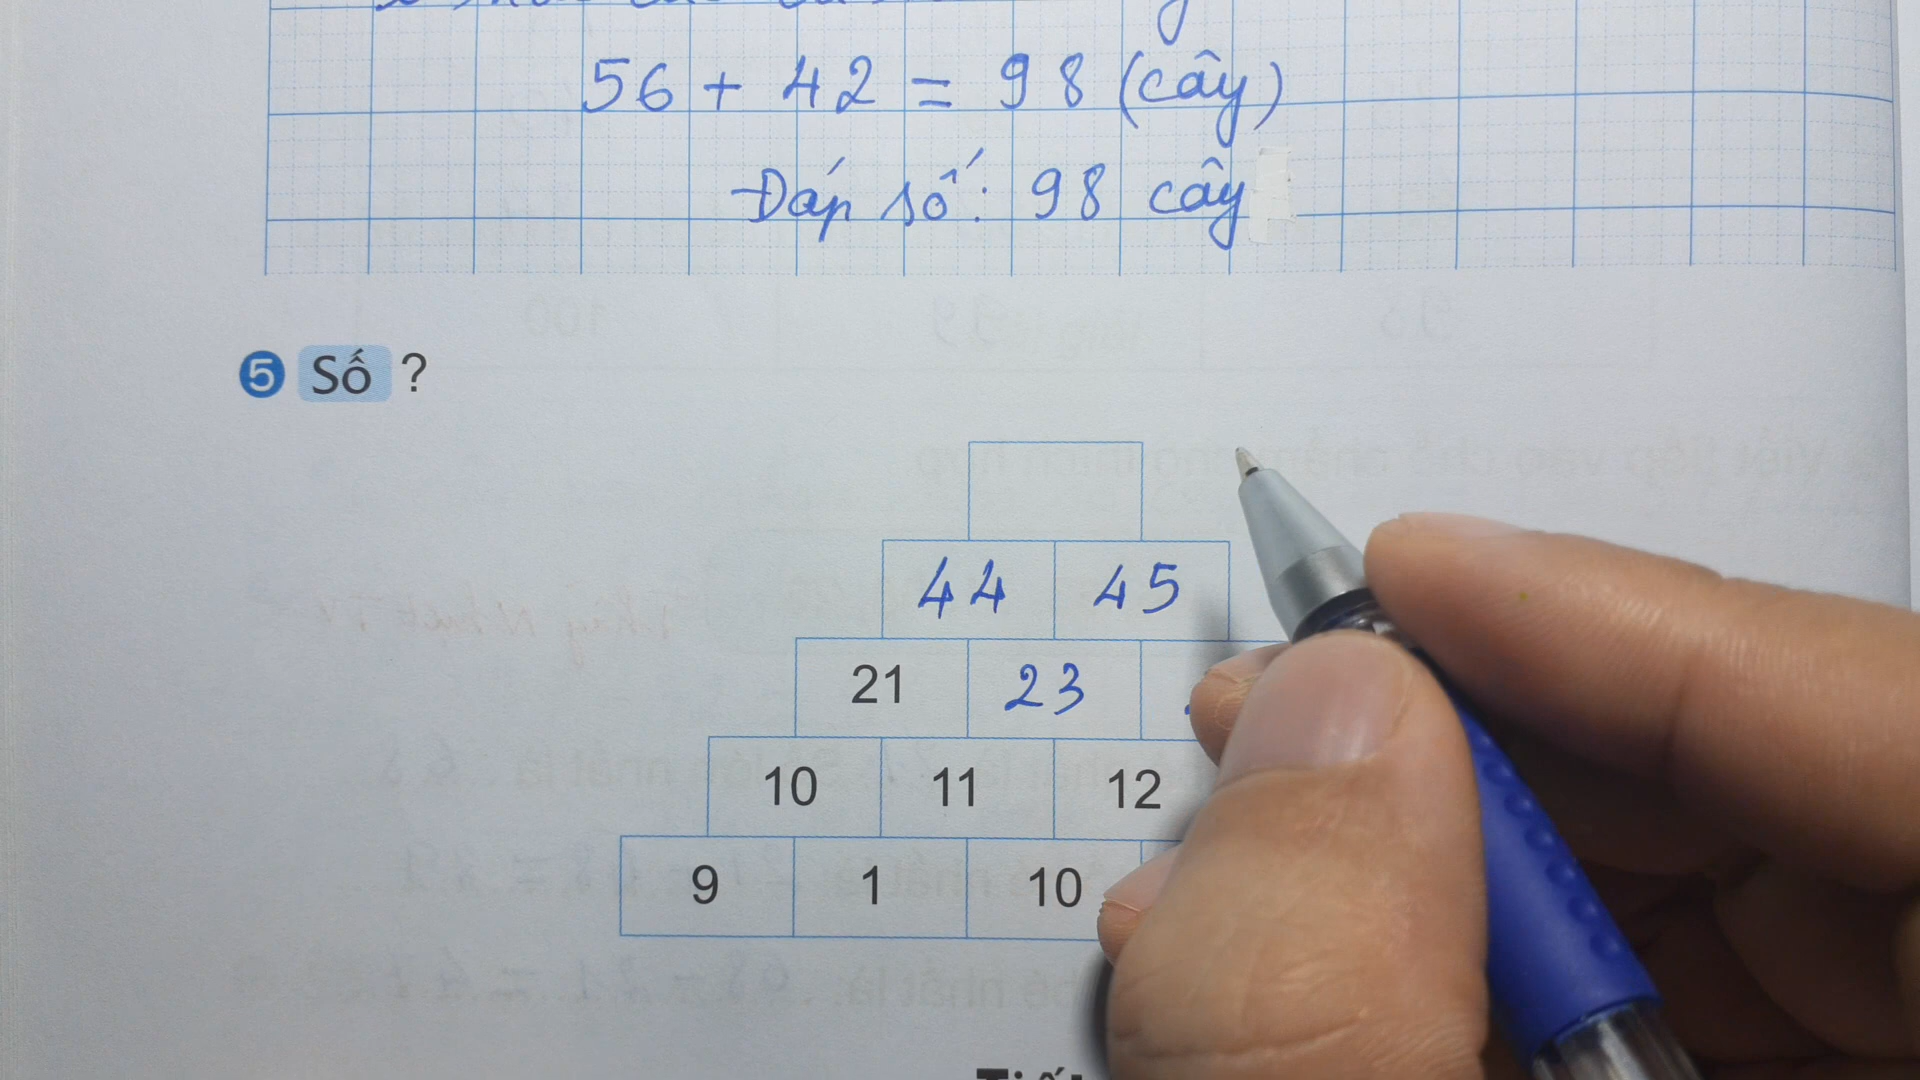 56 + 42 = 98 (cây)
Đáp số: 98 cây
5 Số ?
44 45
21 23
10 11 12
9 1 10